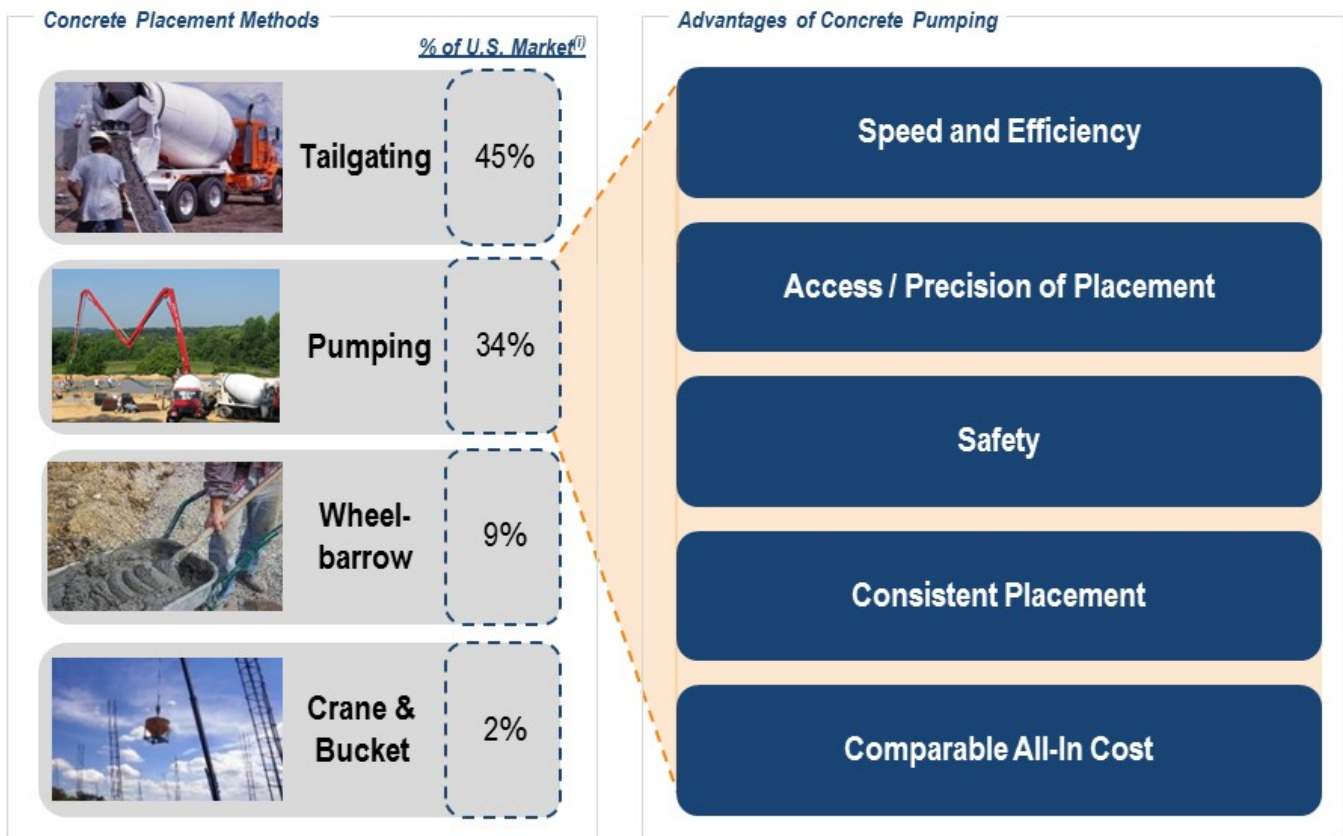 Concrete Placement Methods
% of U.S. Market(i)
Tailgating
45%
Pumping
34%
Wheel-
barrow
9%
Crane &
Bucket
2%
Advantages of Concrete Pumping
Speed and Efficiency
Access / Precision of Placement
Safety
Consistent Placement
Comparable All-In Cost